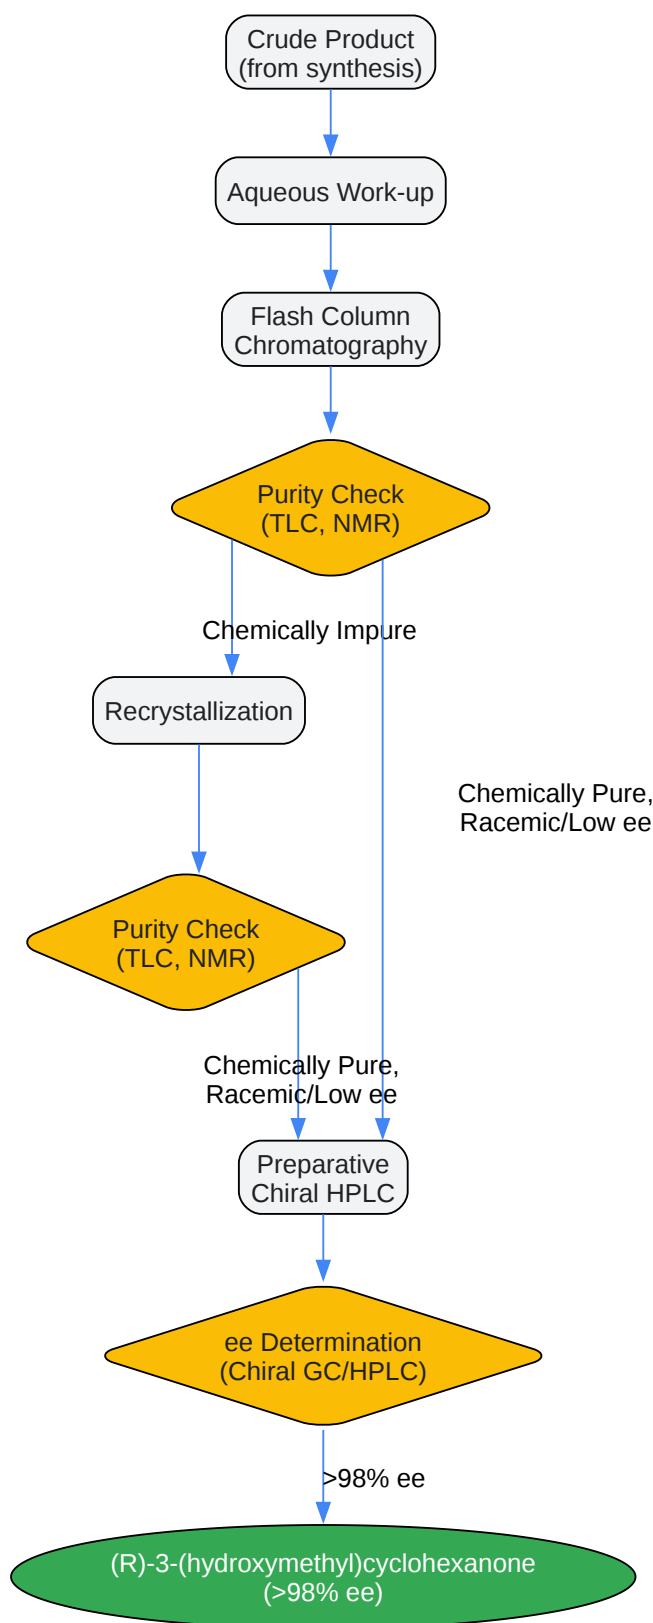 Crude Product
(from synthesis)
Aqueous Work-up
Flash Column
Chromatography
Purity Check
(TLC, NMR)
Chemically Impure
Recrystallization
Chemically Pure,
Racemic/Low ee
Purity Check
(TLC, NMR)
Chemically Pure,
Racemic/Low ee
Preparative
Chiral HPLC
ee Determination
(Chiral GC/HPLC)
>98% ee
(R)-3-(hydroxymethyl)cyclohexanone
(>98% ee)